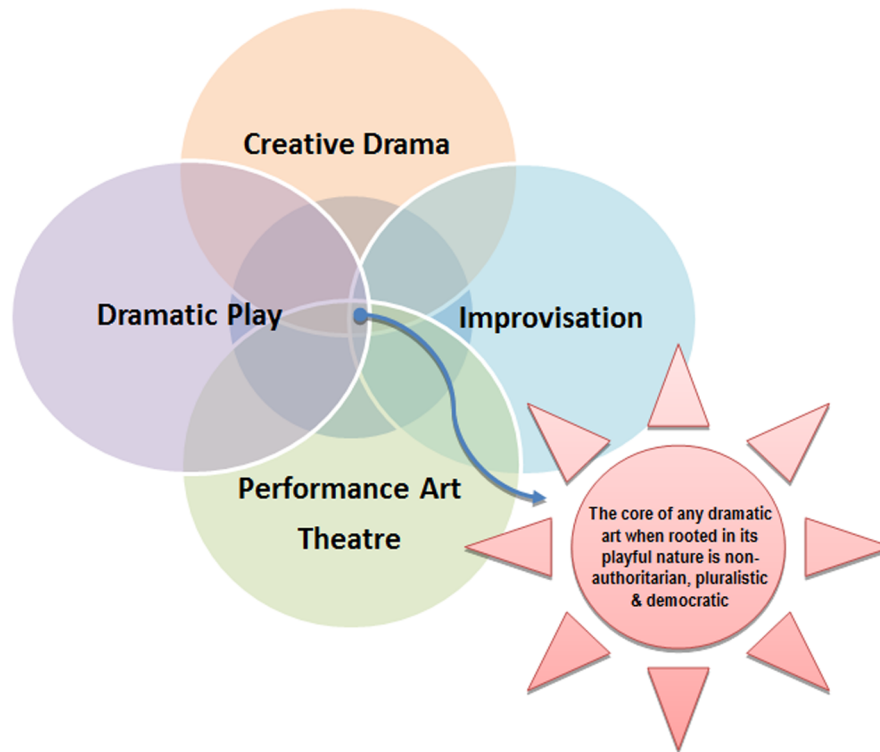 Creative Drama
Dramatic Play
Improvisation
Performance Art
Theatre
The core of any dramatic
art when rooted in its
playful nature is non-
authoritarian, pluralistic
& democratic